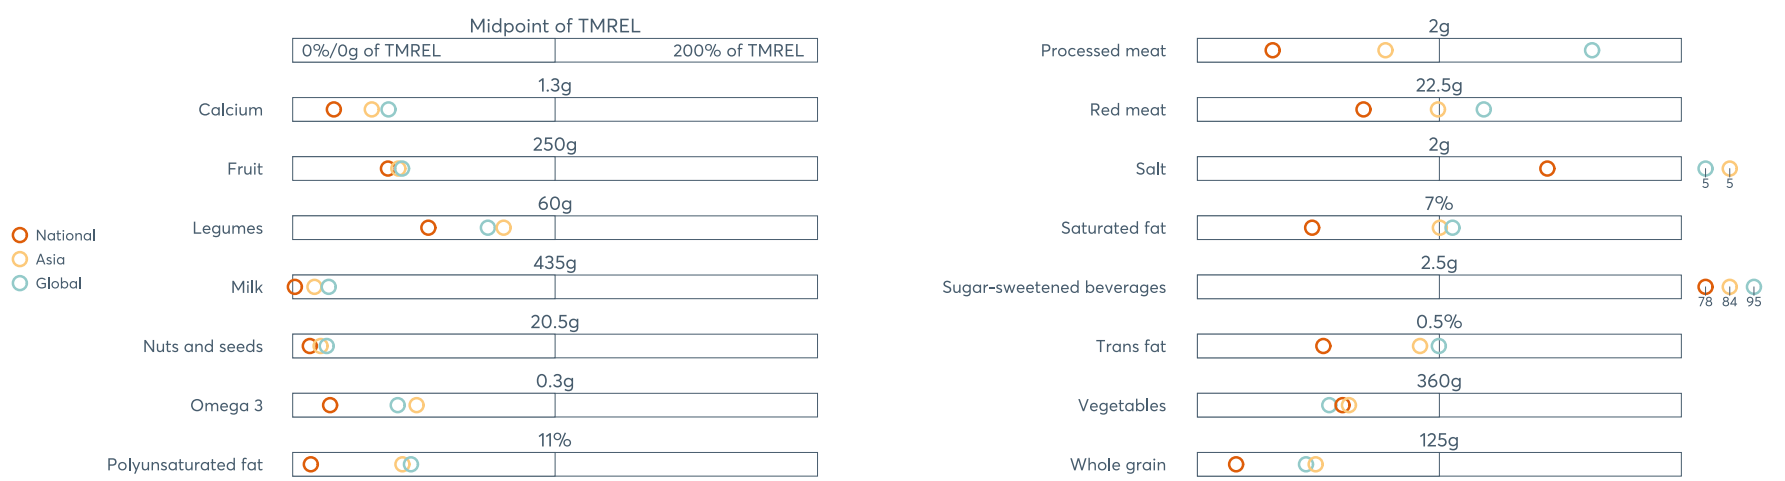 Midpoint of TMREL
0%/0g of TMREL 200% of TMREL
1.3g
Calcium
250g
Fruit
60g
Legumes
National
Asia
Global
435g
Milk
20.5g
Nuts and seeds
0.3g
Omega 3
11%
Polyunsaturated fat
2g
Processed meat
22.5g
Red meat
2g
Salt
5 5
7%
Saturated fat
2.5g
Sugar-sweetened beverages
78 84 95
0.5%
Trans fat
360g
Vegetables
125g
Whole grain